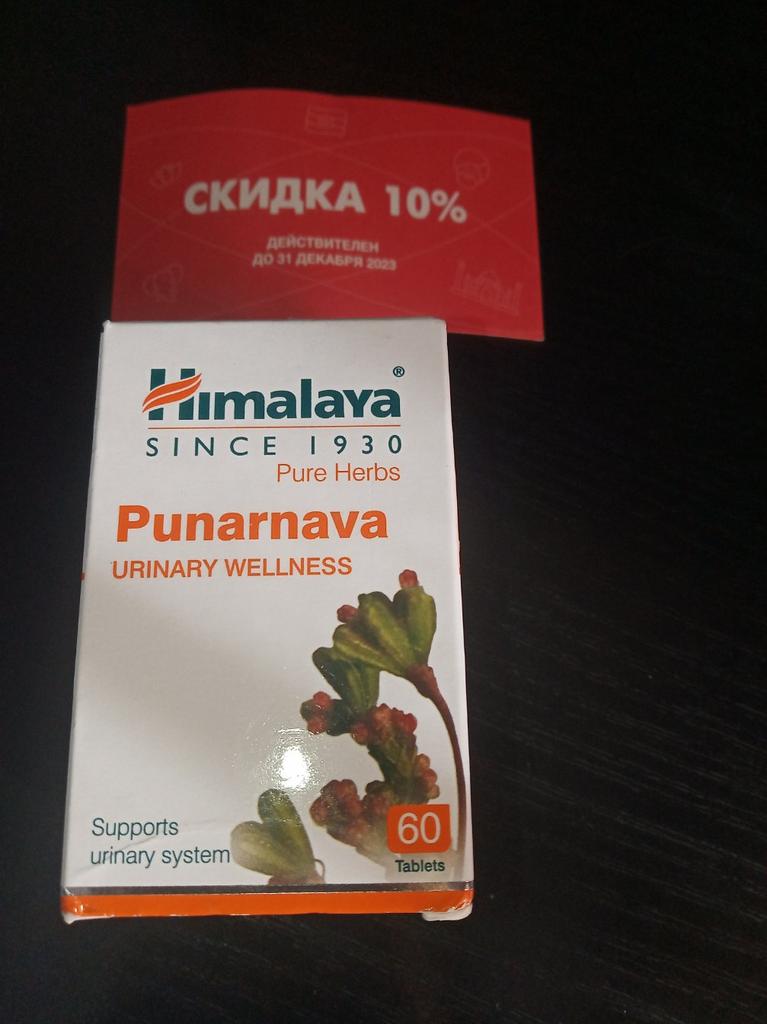 СКИДКА 10%
ДЕЙСТВИТЕЛЕН
ДО 31 ДЕКАБРЯ 2023
Himalaya®
SINCE 1930
Pure Herbs
Punarnava
URINARY WELLNESS
Supports
urinary system
60
Tablets